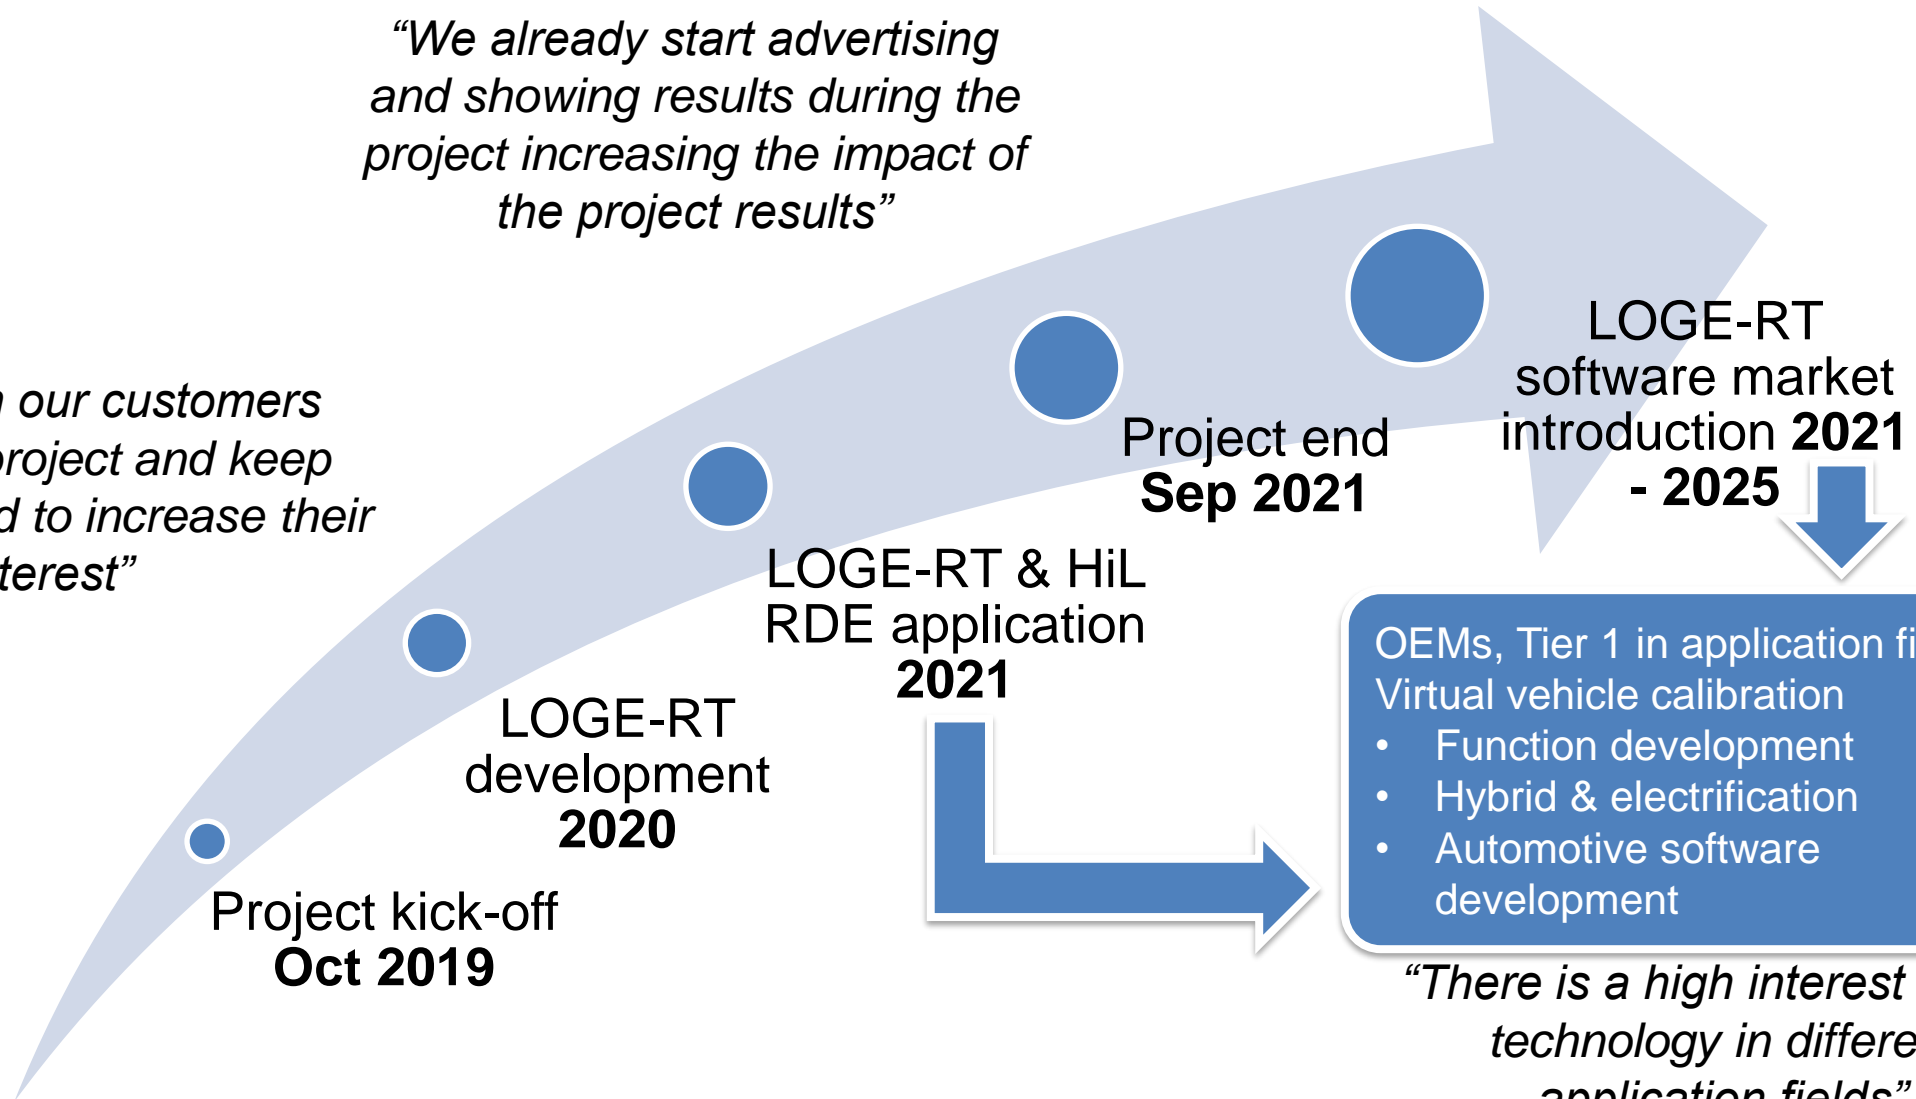 “We already start advertising
and showing results during the
project increasing the impact of
the project results”
our customers
project and keep
to increase their
LOGE-RT
software market
introduction 2021
- 2025
Project end
Sep 2021
LOGE-RT & HiL
RDE application
2021
LOGE-RT
development
2020
Project kick-off
Oct 2019
OEMs, Tier 1 in application
Virtual vehicle calibration
• Function development
• Hybrid & electrification
• Automotive software
development
“There is a high interest
technology in
application fields”